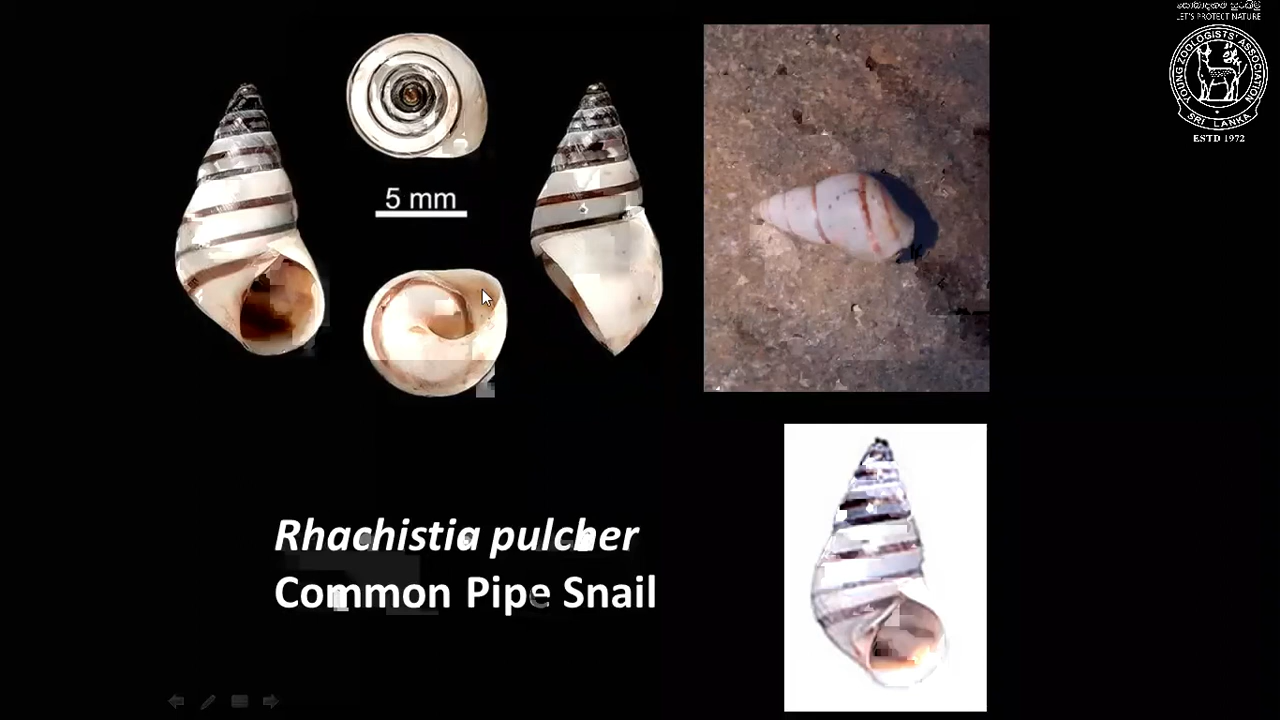 LET'S PROTECT NATURE
YOUNG ZOOLOGISTS' ASSOCIATION
SRI LANKA
ESTD 1972
5 mm
Rhachistia pulcher
Common Pipe Snail